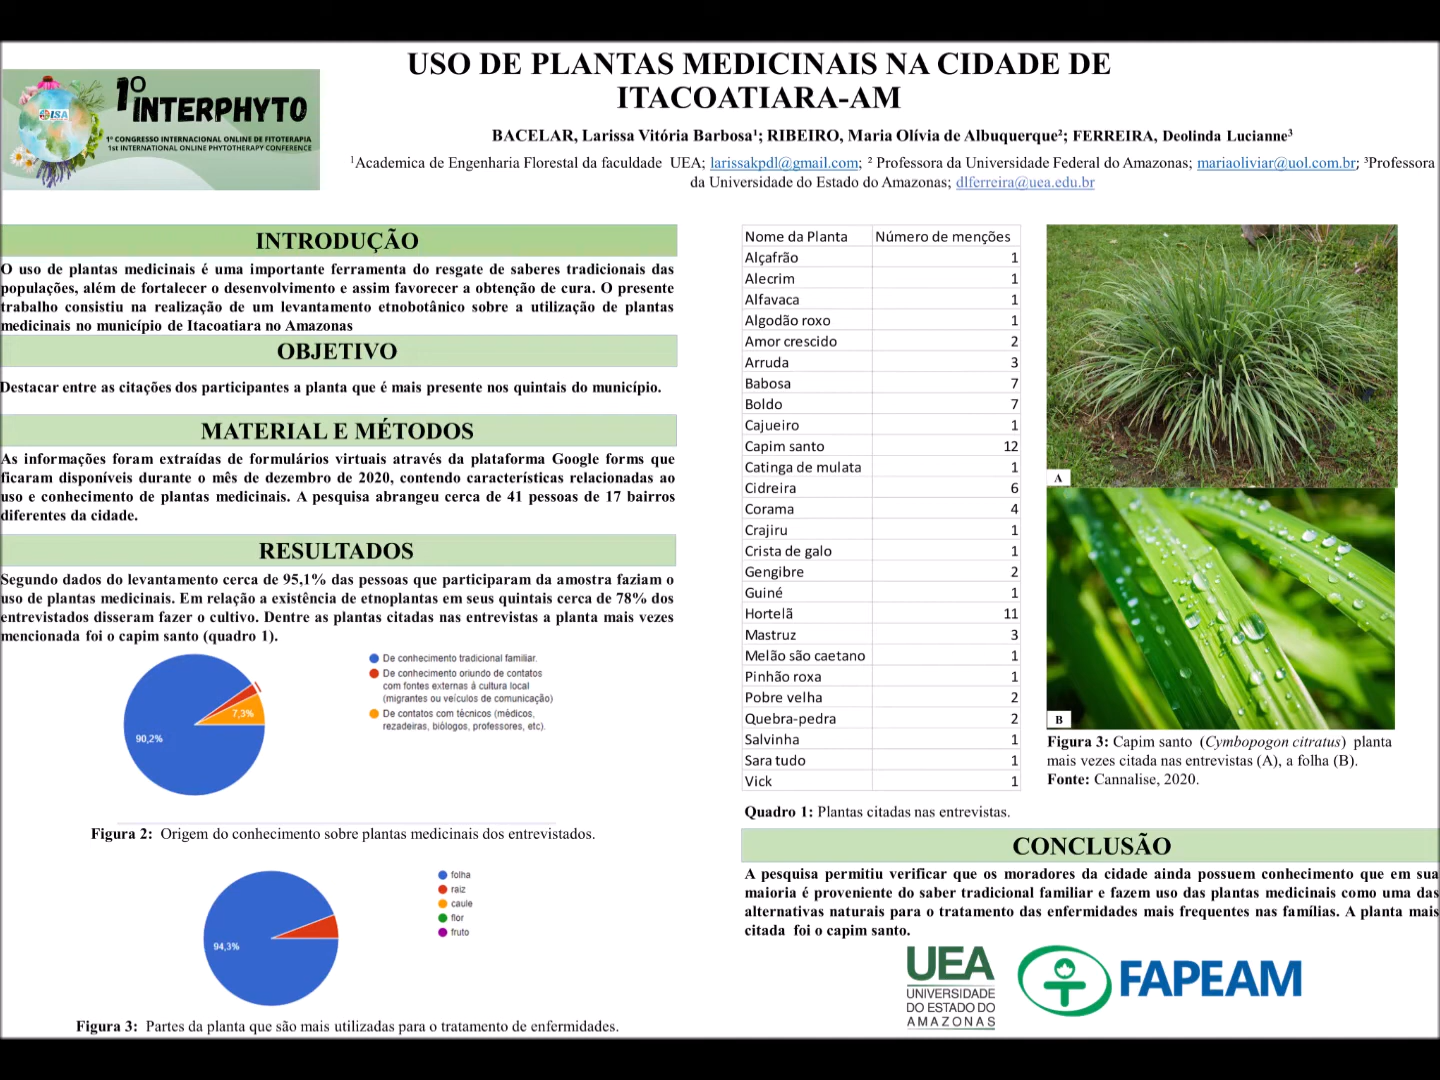 USO DE PLANTAS MEDICINAIS NA CIDADE DE
ITACOATIARA-AM
1º INTERPHYTO
1º CONGRESSO INTERNACIONAL ONLINE DE FITOTERAPIA
1st INTERNATIONAL ONLINE PHYTOTHERAPY CONFERENCE
ISA
BACELAR, Larissa Vitória Barbosa¹; RIBEIRO, Maria Olívia de Albuquerque²; FERREIRA, Deolinda Lucianne³
¹Academica de Engenharia Florestal da faculdade UEA; larissakpdl@gmail.com; ² Professora da Universidade Federal do Amazonas; mariaoliviar@uol.com.br; ³Professora
da Universidade do Estado do Amazonas; dlferreira@uea.edu.br
INTRODUÇÃO
O uso de plantas medicinais é uma importante ferramenta do resgate de saberes tradicionais das
populações, além de fortalecer o desenvolvimento e assim favorecer a obtenção de cura. O presente
trabalho consistiu na realização de um levantamento etnobotânico sobre a utilização de plantas
medicinais no município de Itacoatiara no Amazonas
OBJETIVO
Destacar entre as citações dos participantes a planta que é mais presente nos quintais do município.
MATERIAL E MÉTODOS
As informações foram extraídas de formulários virtuais através da plataforma Google forms que
ficaram disponíveis durante o mês de dezembro de 2020, contendo características relacionadas ao
uso e conhecimento de plantas medicinais. A pesquisa abrangeu cerca de 41 pessoas de 17 bairros
diferentes da cidade.
RESULTADOS
Segundo dados do levantamento cerca de 95,1% das pessoas que participaram da amostra faziam o
uso de plantas medicinais. Em relação a existência de etnoplantas em seus quintais cerca de 78% dos
entrevistados disseram fazer o cultivo. Dentre as plantas citadas nas entrevistas a planta mais vezes
mencionada foi o capim santo (quadro 1).
90,2%
7,3%
De conhecimento tradicional familiar.
De conhecimento oriundo de contatos
com fontes externas á cultura local
(migrantes ou veículos de comunicação)
De contatos com técnicos (médicos,
rezadeiras, biólogos, professores, etc).
Figura 2: Origem do conhecimento sobre plantas medicinais dos entrevistados.
94,3%
folha
raiz
caule
flor
fruto
Figura 3: Partes da planta que são mais utilizadas para o tratamento de enfermidades.
Nome da Planta Número de menções
Alçafrão 1
Alecrim 1
Alfavaca 1
Algodão roxo 1
Amor crescido 2
Arruda 3
Babosa 7
Boldo 7
Cajueiro 1
Capim santo 12
Catinga de mulata 1
Cidreira 6
Corama 4
Crajiru 1
Crista de galo 1
Gengibre 2
Guiné 1
Hortelã 11
Mastruz 3
Melão são caetano 1
Pinhão roxa 1
Pobre velha 2
Quebra-pedra 2
Salvinha 1
Sara tudo 1
Vick 1
Quadro 1: Plantas citadas nas entrevistas.
A
B
Figura 3: Capim santo (Cymbopogon citratus) planta
mais vezes citada nas entrevistas (A), a folha (B).
Fonte: Cannalise, 2020.
CONCLUSÃO
A pesquisa permitiu verificar que os moradores da cidade ainda possuem conhecimento que em sua
maioria é proveniente do saber tradicional familiar e fazem uso das plantas medicinais como uma das
alternativas naturais para o tratamento das enfermidades mais frequentes nas famílias. A planta mais
citada foi o capim santo.
UEA
UNIVERSIDADE
DO ESTADO DO
AMAZONAS
FAPEAM